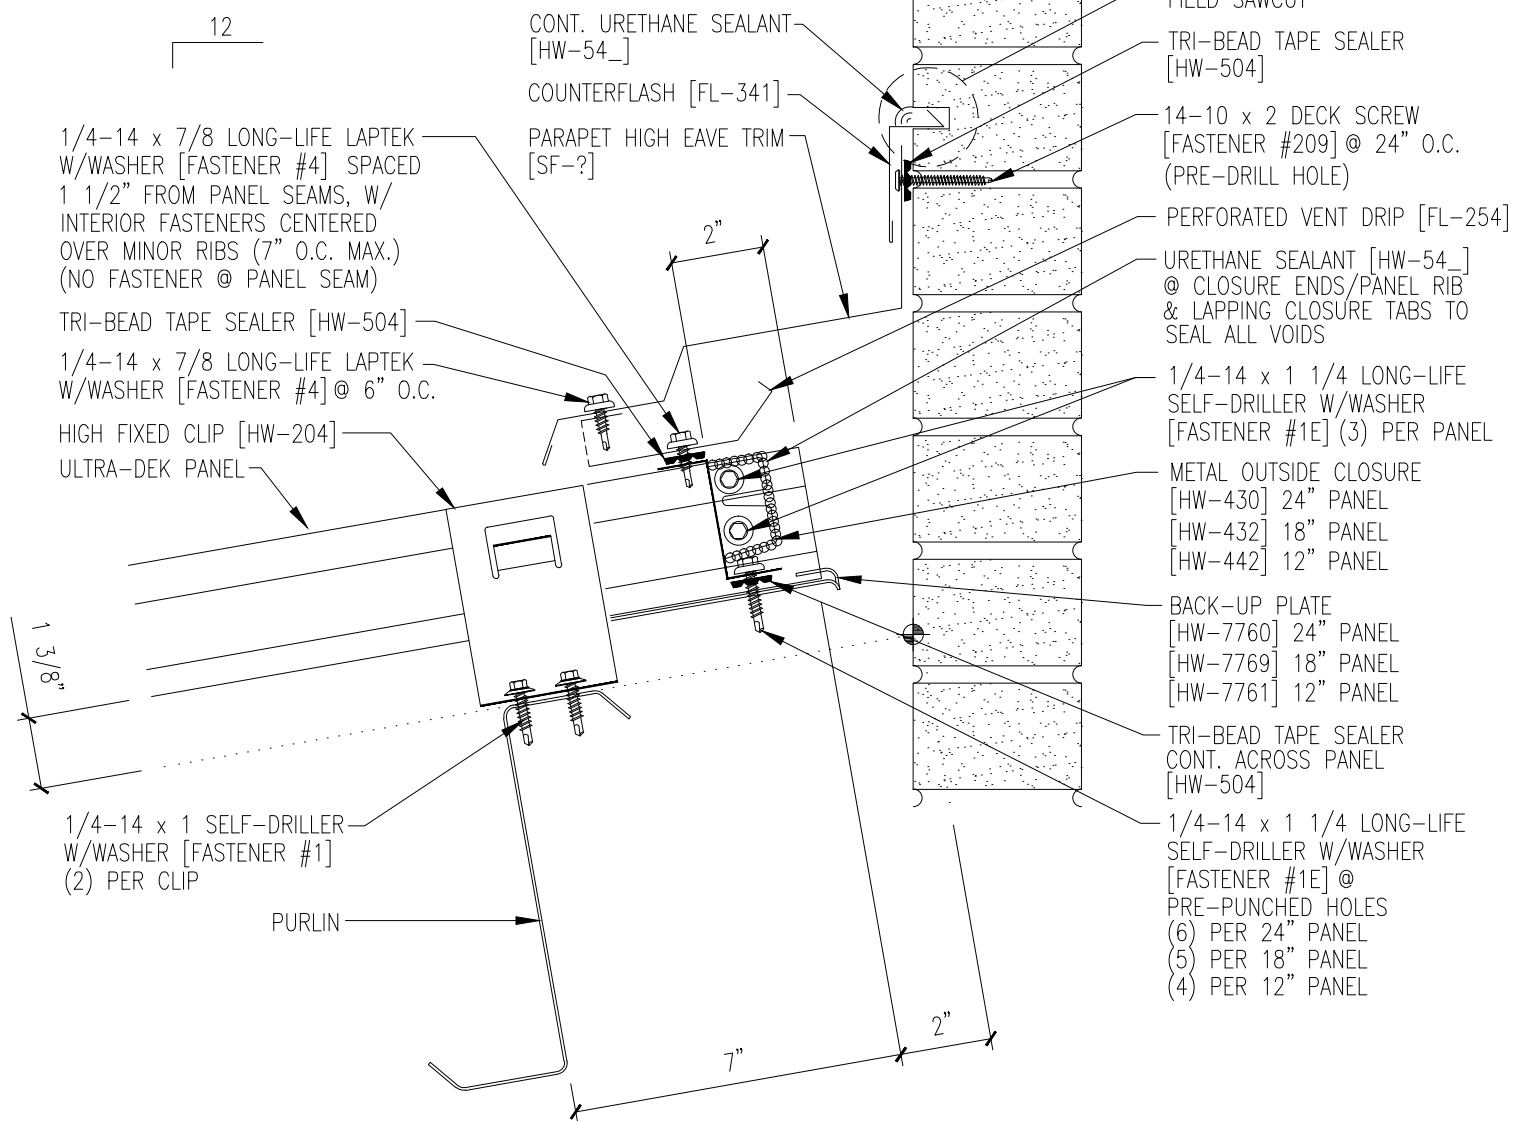 12
CONT. URETHANE SEALANT
[HW-54_]
COUNTERFLASH [FL-341]
PARAPET HIGH EAVE TRIM
[SF-?]
1/4-14 x 7/8 LONG-LIFE LAPTEK
W/WASHER [FASTENER #4] SPACED
1 1/2” FROM PANEL SEAMS, W/
INTERIOR FASTENERS CENTERED
OVER MINOR RIBS (7” O.C. MAX.)
(NO FASTENER @ PANEL SEAM)
TRI-BEAD TAPE SEALER [HW-504]
1/4-14 x 7/8 LONG-LIFE LAPTEK
W/WASHER [FASTENER #4] @ 6” O.C.
HIGH FIXED CLIP [HW-204]
ULTRA-DEK PANEL
2”
1 3/8”
1/4-14 x 1 SELF-DRILLER
W/WASHER [FASTENER #1]
(2) PER CLIP
PURLIN
7”
2”
FIELD SAWCUT
TRI-BEAD TAPE SEALER
[HW-504]
14-10 x 2 DECK SCREW
[FASTENER #209] @ 24” O.C.
(PRE-DRILL HOLE)
PERFORATED VENT DRIP [FL-254]
URETHANE SEALANT [HW-54_]
@ CLOSURE ENDS/PANEL RIB
& LAPPING CLOSURE TABS TO
SEAL ALL VOIDS
1/4-14 x 1 1/4 LONG-LIFE
SELF-DRILLER W/WASHER
[FASTENER #1E] (3) PER PANEL
METAL OUTSIDE CLOSURE
[HW-430] 24” PANEL
[HW-432] 18” PANEL
[HW-442] 12” PANEL
BACK-UP PLATE
[HW-7760] 24” PANEL
[HW-7769] 18” PANEL
[HW-7761] 12” PANEL
TRI-BEAD TAPE SEALER
CONT. ACROSS PANEL
[HW-504]
1/4-14 x 1 1/4 LONG-LIFE
SELF-DRILLER W/WASHER
[FASTENER #1E] @
PRE-PUNCHED HOLES
(6) PER 24” PANEL
(5) PER 18” PANEL
(4) PER 12” PANEL